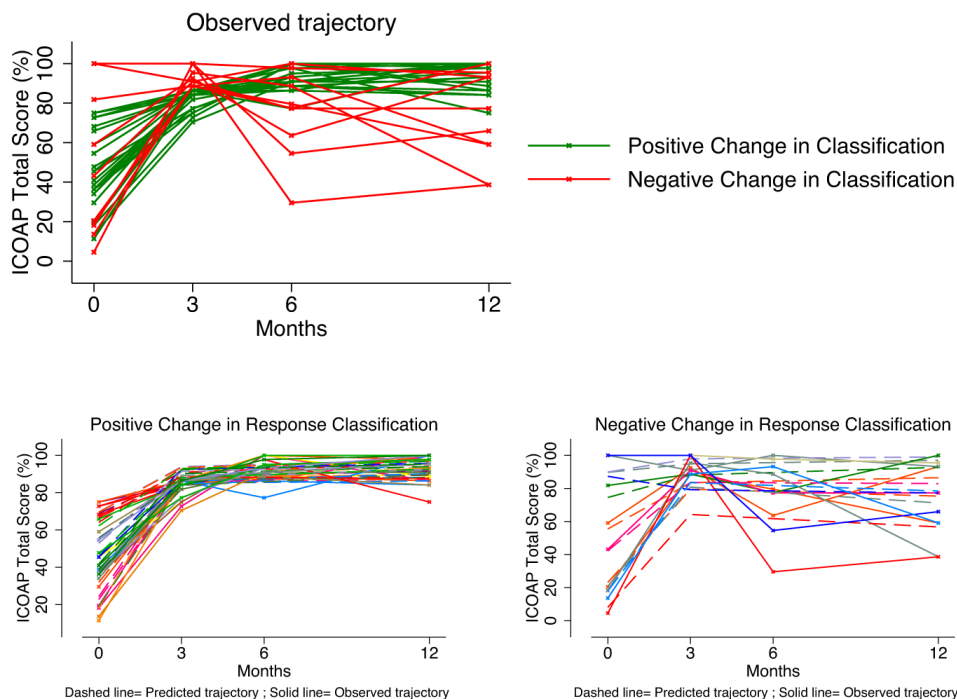 Observed trajectory
ICOAP Total Score (%)
100
80
60
40
20
0
0 3 6 12
Months
Positive Change in Classification
Negative Change in Classification
Positive Change in Response Classification
ICOAP Total Score (%)
100
80
60
40
20
0 3 6 12
Months
Dashed line= Predicted trajectory ; Solid line= Observed trajectory
Negative Change in Response Classification
ICOAP Total Score (%)
100
80
60
40
20
0
0 3 6 12
Months
Dashed line= Predicted trajectory ; Solid line= Observed trajectory